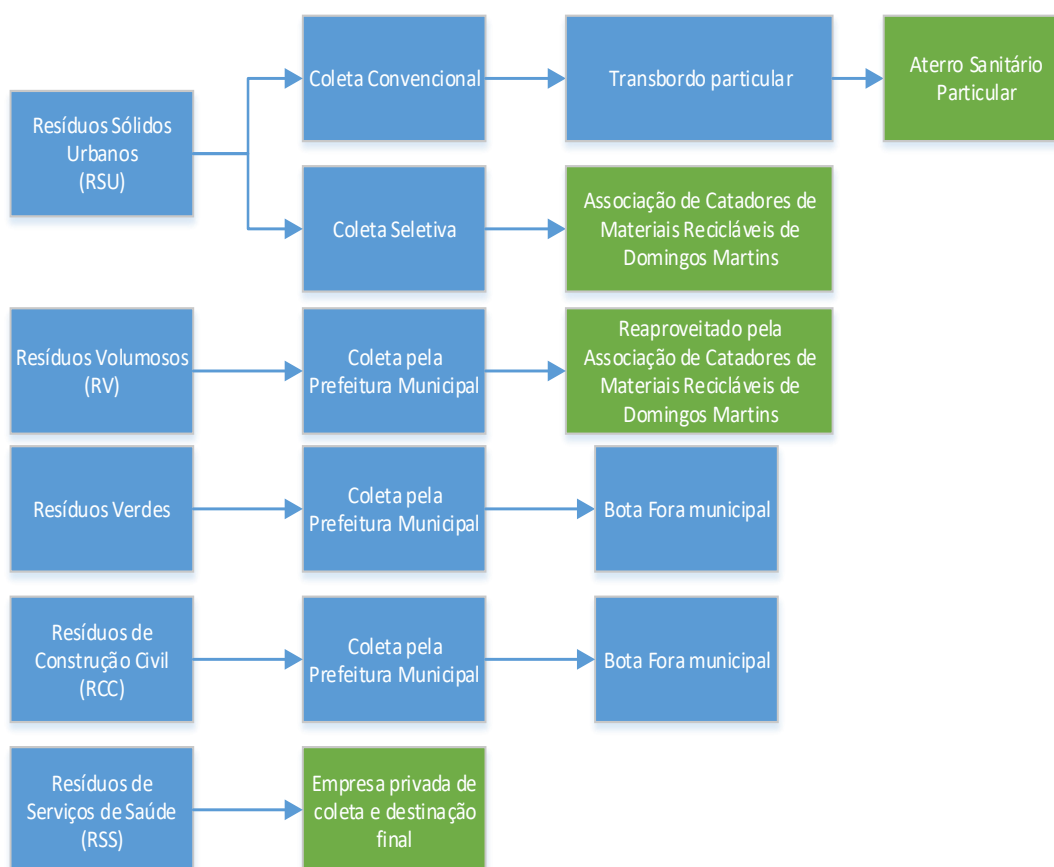 Resíduos Sólidos
Urbanos
(RSU)
Coleta Convencional
Transbordo particular
Aterro Sanitário
Particular
Coleta Seletiva
Associação de Catadores de
Materiais Recicláveis de
Domingos Martins
Resíduos Volumosos
(RV)
Coleta pela
Prefeitura Municipal
Reaproveitado pela
Associação de Catadores de
Materiais Recicláveis de
Domingos Martins
Resíduos Verdes
Coleta pela
Prefeitura Municipal
Bota Fora municipal
Resíduos de
Construção Civil
(RCC)
Coleta pela
Prefeitura Municipal
Bota Fora municipal
Resíduos de
Serviços de Saúde
(RSS)
Empresa privada de
coleta e destinação
final